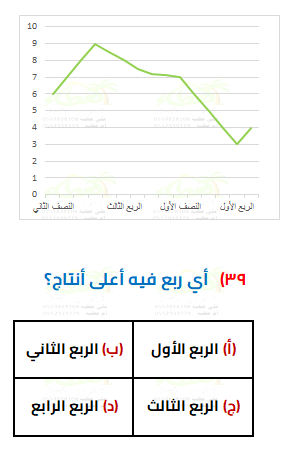 10
9
8
7
6
5
4
3
2
1
0
الربع الأول
النصف الأول
الربع الثالث
النصف الثاني
٣٩) أي ربع فيه أعلى أنتاج؟
(أ) الربع الأول
(ب) الربع الثاني
(ج) الربع الثالث
(د) الربع الرابع